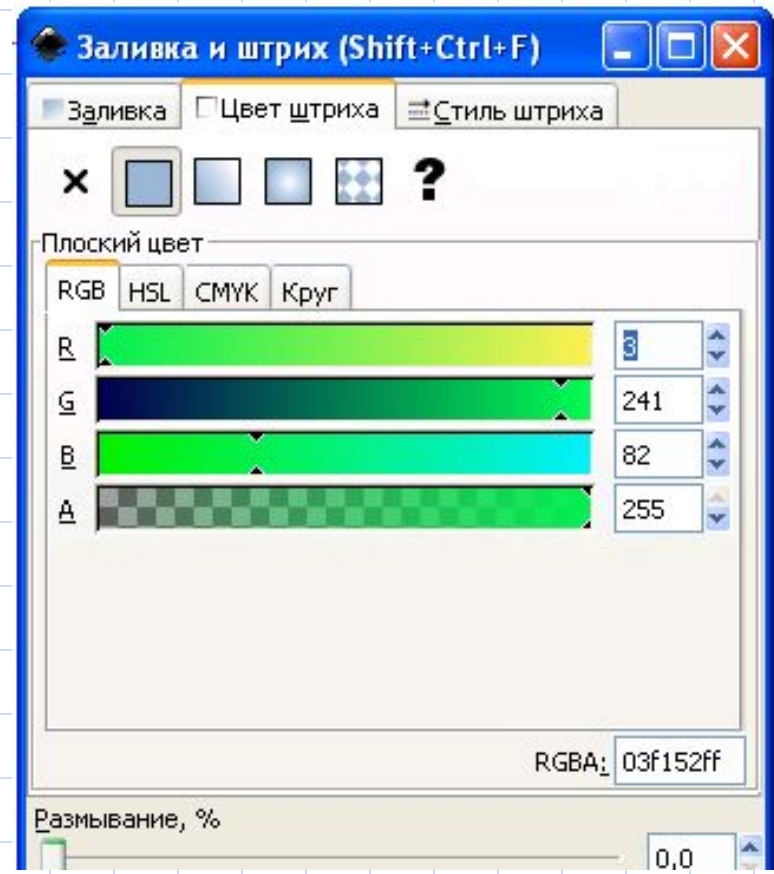 Заливка и штрих (Shift+Ctrl+F)
Заливка Цвет штриха Стиль штриха
?
Плоский цвет
RGB HSL CMYK Круг
R 3
G 241
B 82
A 255
RGBA: 03f152ff
Размывание, %
0,0